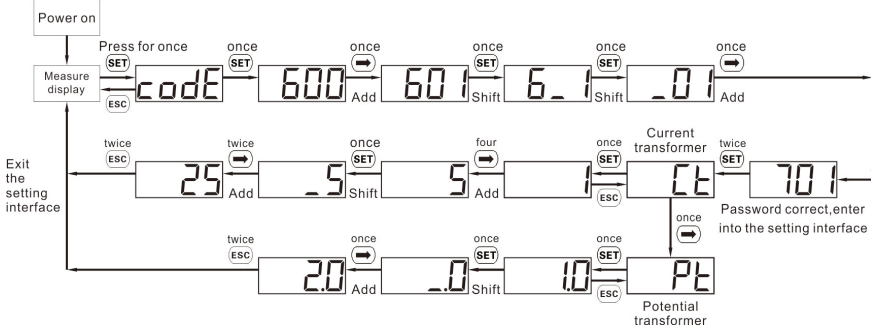 Power on
Press for once
once
once
once
once
once
SET
SET
SET
SET
Measure
display
ESC
codE
600
601
6_1
_01
Add
Shift
Shift
Add
Exit
the
setting
interface
twice
ESC
twice
once
SET
four
once
SET
Current
transformer
twice
SET
25
_5
5
1
Ct
701
Add
Shift
Add
ESC
Password correct,enter
into the setting interface
once
twice
ESC
once
once
SET
once
SET
2.0
_.0
1.0
Pt
Add
Shift
ESC
Potential
transformer